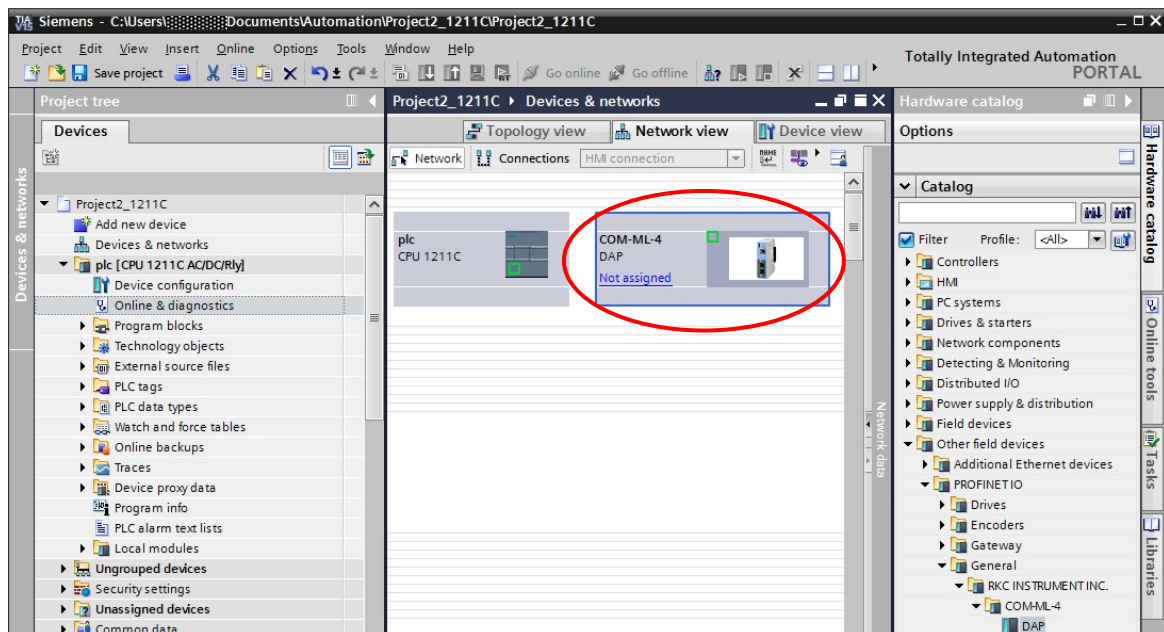 TIA
V15
Siemens - C:\Users\ Documents\Automation\Project2_1211C\Project2_1211C
Project Edit View Insert Online Options Tools Window Help
Totally Integrated Automation
PORTAL
Save project
Go online
Go offline
Project tree
Devices
Project2_1211C
Add new device
Devices & networks
plc [CPU 1211C AC/DC/Rly]
Device configuration
Online & diagnostics
Program blocks
Technology objects
External source files
PLC tags
PLC data types
Watch and force tables
Online backups
Traces
Device proxy data
Program info
PLC alarm text lists
Local modules
Ungrouped devices
Security settings
Unassigned devices
Common data
Devices & networks
Project2_1211C Devices & networks
Topology view
Network view
Device view
Network
Connections
HMI connection
plc
CPU 1211C
COM-ML-4
DAP
Not assigned
Network data
Hardware catalog
Options
Catalog
Filter
Profile:
<All>
Controllers
HMI
PC systems
Drives & starters
Network components
Detecting & Monitoring
Distributed I/O
Power supply & distribution
Field devices
Other field devices
Additional Ethernet devices
PROFINET IO
Drives
Encoders
Gateway
General
RKC INSTRUMENT INC.
COM-ML-4
DAP
Hardware catalog
Online tools
Tasks
Libraries